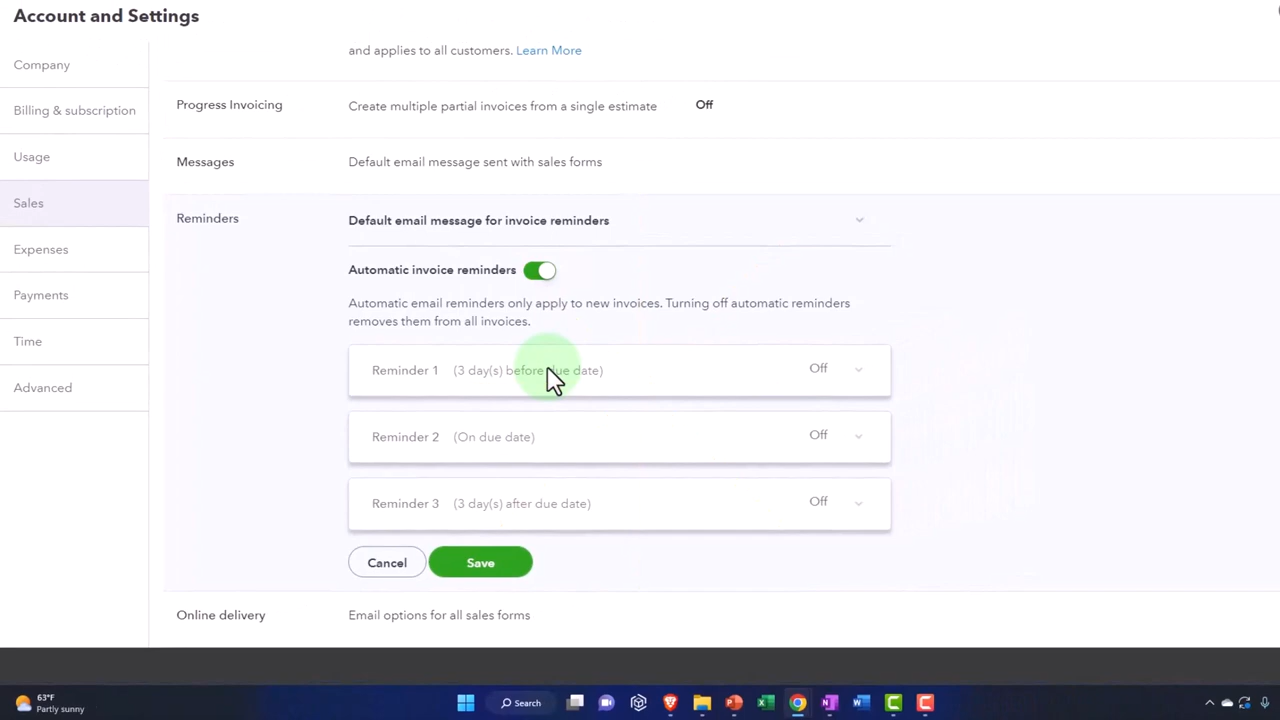 Account and Settings
Company
Billing & subscription
Usage
Sales
Expenses
Payments
Time
Advanced
and applies to all customers. Learn More
Progress Invoicing Create multiple partial invoices from a single estimate Off
Messages Default email message sent with sales forms
Reminders Default email message for invoice reminders
Automatic invoice reminders
Automatic email reminders only apply to new invoices. Turning off automatic reminders
removes them from all invoices.
Reminder 1 (3 day(s) before due date) Off
Reminder 2 (On due date) Off
Reminder 3 (3 day(s) after due date) Off
Cancel Save
Online delivery Email options for all sales forms
63°F
Partly sunny
Search